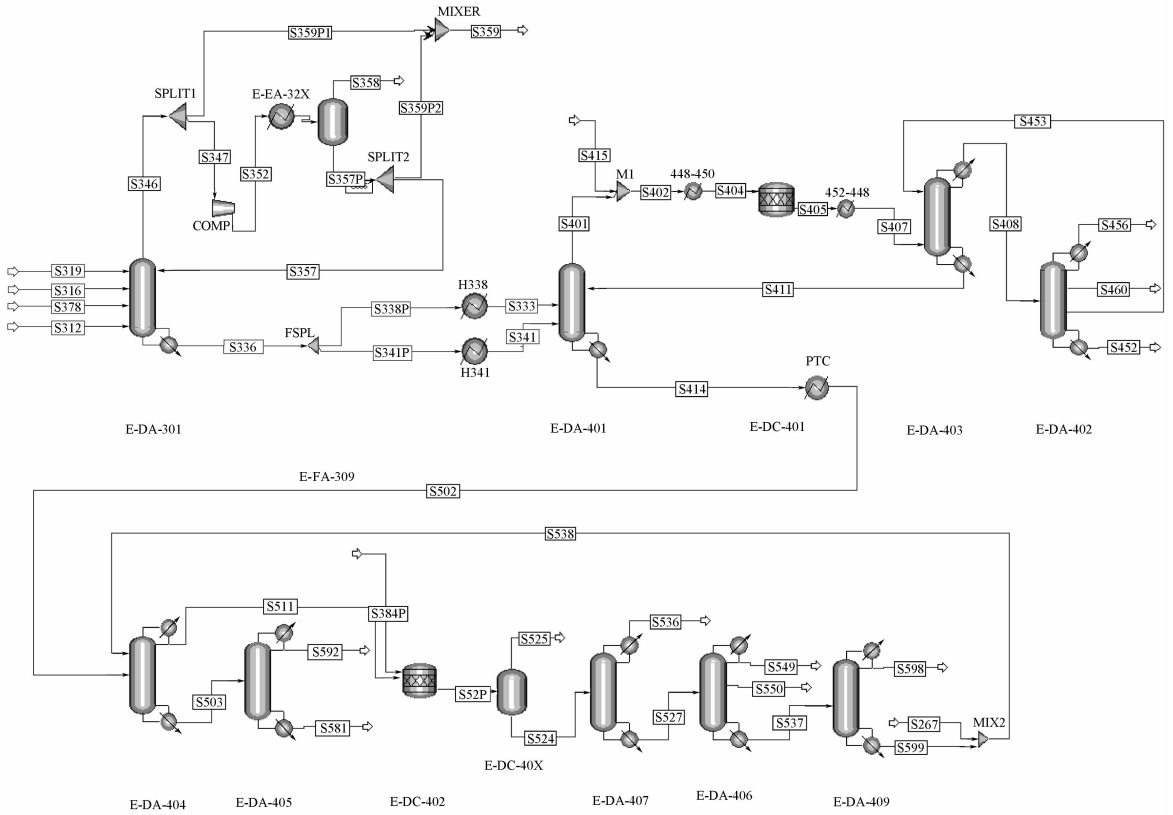 MIXER
S359P1
S359
SPLIT1
E-EA-32X
S358
S359P2
S347
S352
SPLIT2
S357P
S346
COMP
S319
S316
S378
S312
S357
S336
FSPL
S338P
H338
S333
S341P
H341
S341
S415
M1
S402
448-450
S404
S405
452-448
S407
S401
S411
S453
S408
S456
S460
S452
S414
PTC
E-DA-301
E-DA-401
E-DC-401
E-DA-403
E-DA-402
E-FA-309
S502
S538
S511
S384P
S592
S503
S581
S52P
S525
S524
S536
S527
S549
S550
S537
S598
S267
MIX2
S599
E-DC-40X
E-DA-404
E-DA-405
E-DC-402
E-DA-407
E-DA-406
E-DA-409